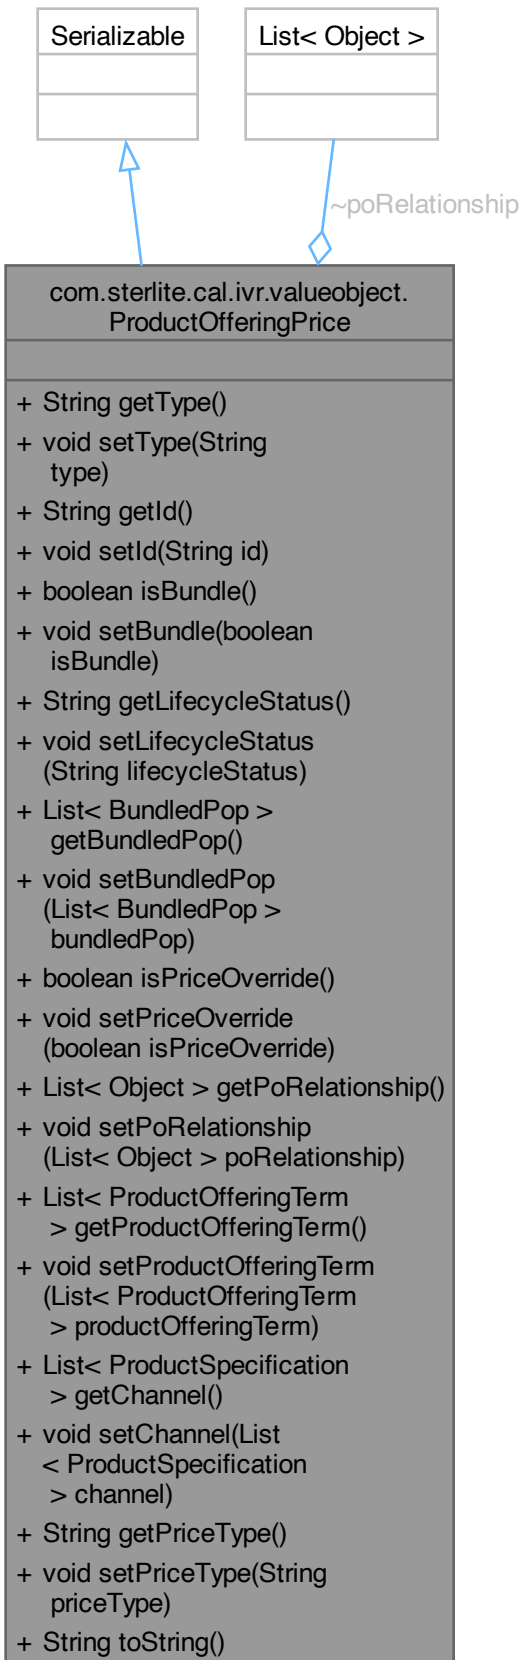 Serializable
List< Object >
~poRelationship
com.sterlite.cal.ivr.valueobject.
ProductOfferingPrice
+ String getType()
+ void setType(String
type)
+ String getId()
+ void setId(String id)
+ boolean isBundle()
+ void setBundle(boolean
isBundle)
+ String getLifecycleStatus()
+ void setLifecycleStatus
(String lifecycleStatus)
+ List< BundledPop >
getBundledPop()
+ void setBundledPop
(List< BundledPop >
bundledPop)
+ boolean isPriceOverride()
+ void setPriceOverride
(boolean isPriceOverride)
+ List< Object > getPoRelationship()
+ void setPoRelationship
(List< Object > poRelationship)
+ List< ProductOfferingTerm
> getProductOfferingTerm()
+ void setProductOfferingTerm
(List< ProductOfferingTerm
> productOfferingTerm)
+ List< ProductSpecification
> getChannel()
+ void setChannel(List
< ProductSpecification
> channel)
+ String getPriceType()
+ void setPriceType(String
priceType)
+ String toString()